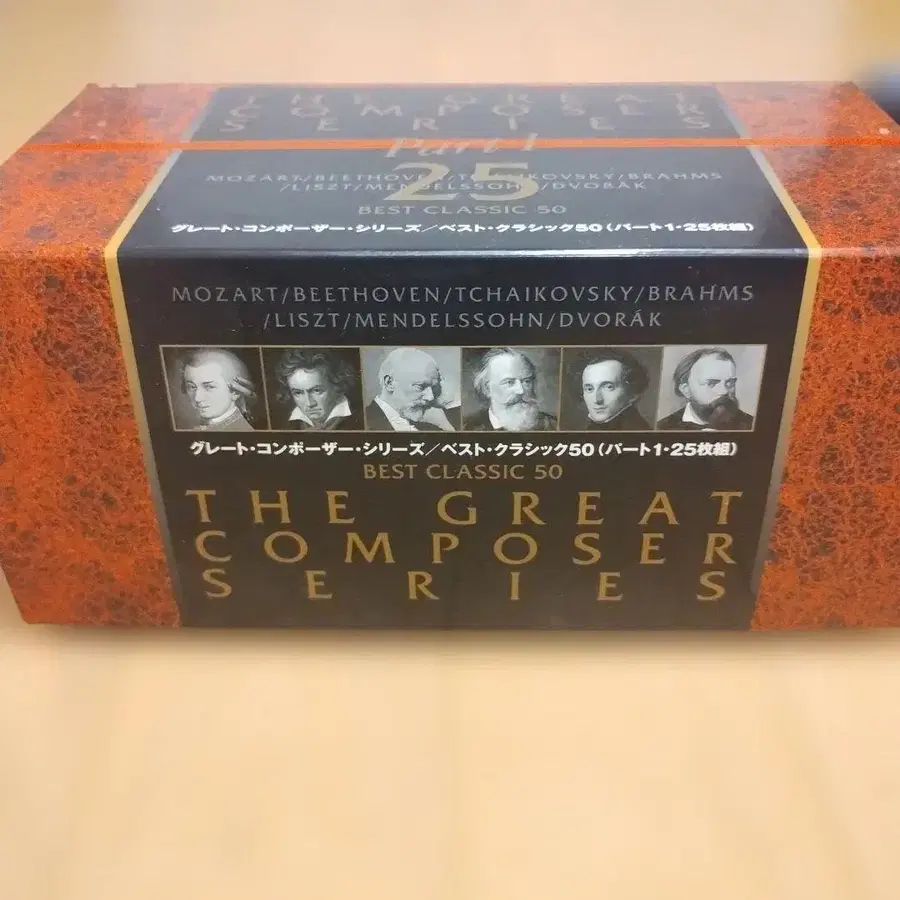 THE GREAT
COMPOSER
SERIES
Part 1
25
MOZART/BEETHOVEN/TCHAIKOVSKY/BRAHMS
/LISZT/MENDELSSOHN/DVORÁK
BEST CLASSIC 50
グレート・コンポーザー・シリーズ/ベスト・クラシック50(パート1・25枚組)
MOZART/BEETHOVEN/TCHAIKOVSKY/BRAHMS
/LISZT/MENDELSSOHN/DVORÁK
グレート・コンポーザー・シリーズ/ベスト・クラシック50(パート1・25枚組)
BEST CLASSIC 50
THE GREAT
COMPOSER
SERIES